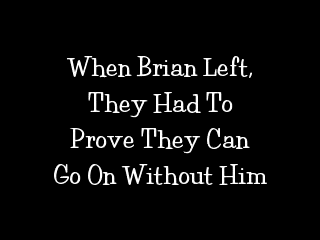 When Brian Left,
They Had To
Prove They Can
Go On Without Him